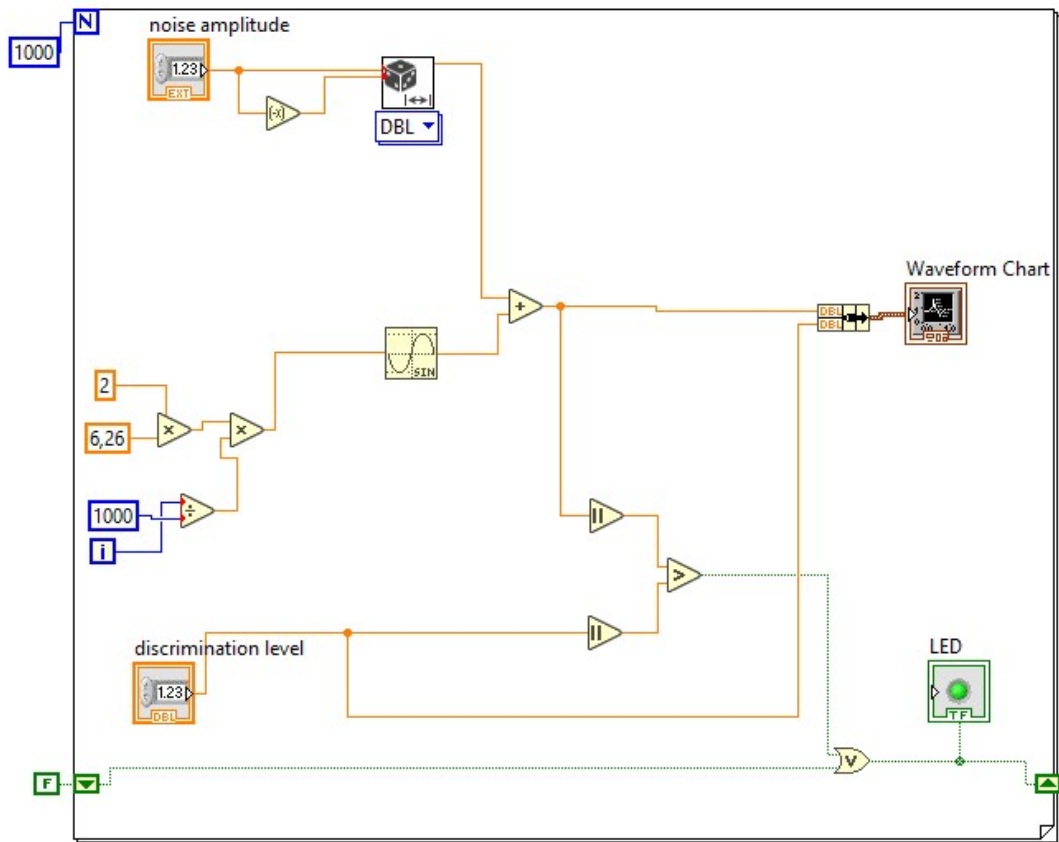 N
noise amplitude
1000
1.23
EXT
(-x)
DBL
Waveform Chart
+
DBL
DBL
SIN
2
×
×
6,26
÷
1000
i
>
discrimination level
LED
1.23
DBL
TF
V
F